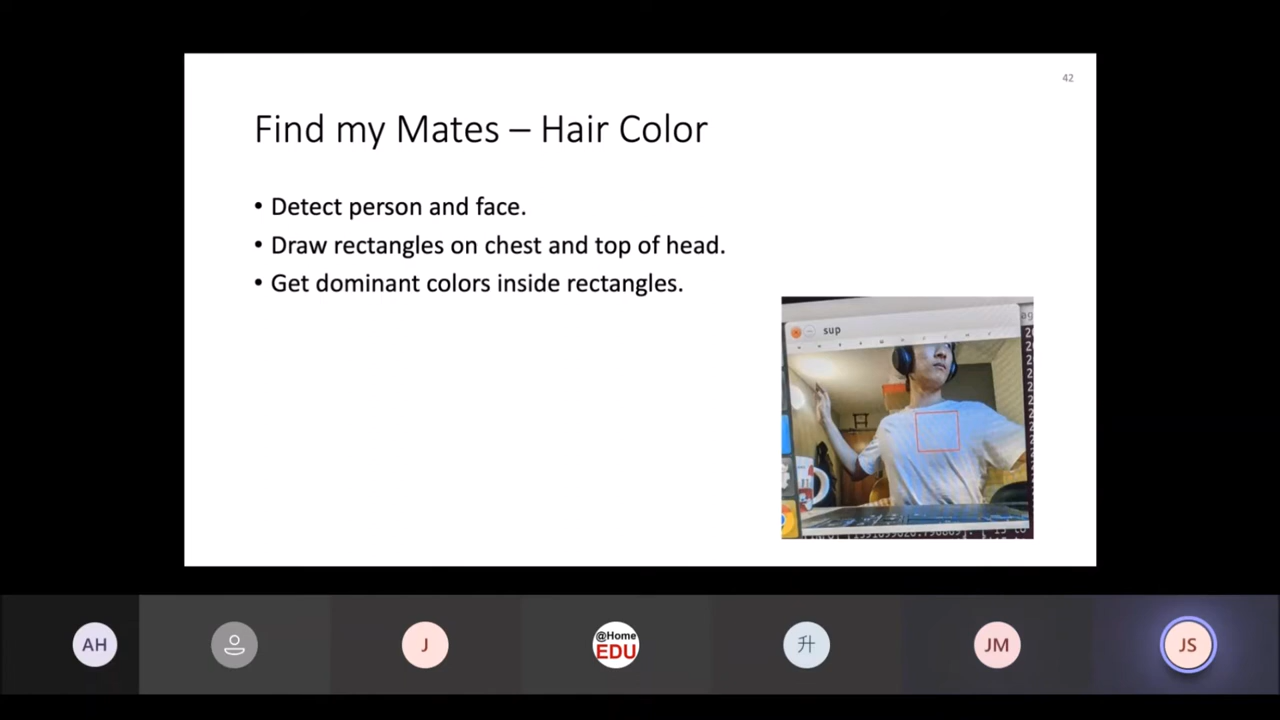 42
Find my Mates – Hair Color
• Detect person and face.
• Draw rectangles on chest and top of head.
• Get dominant colors inside rectangles.
sup
AH
J
@Home
EDU
升
JM
JS